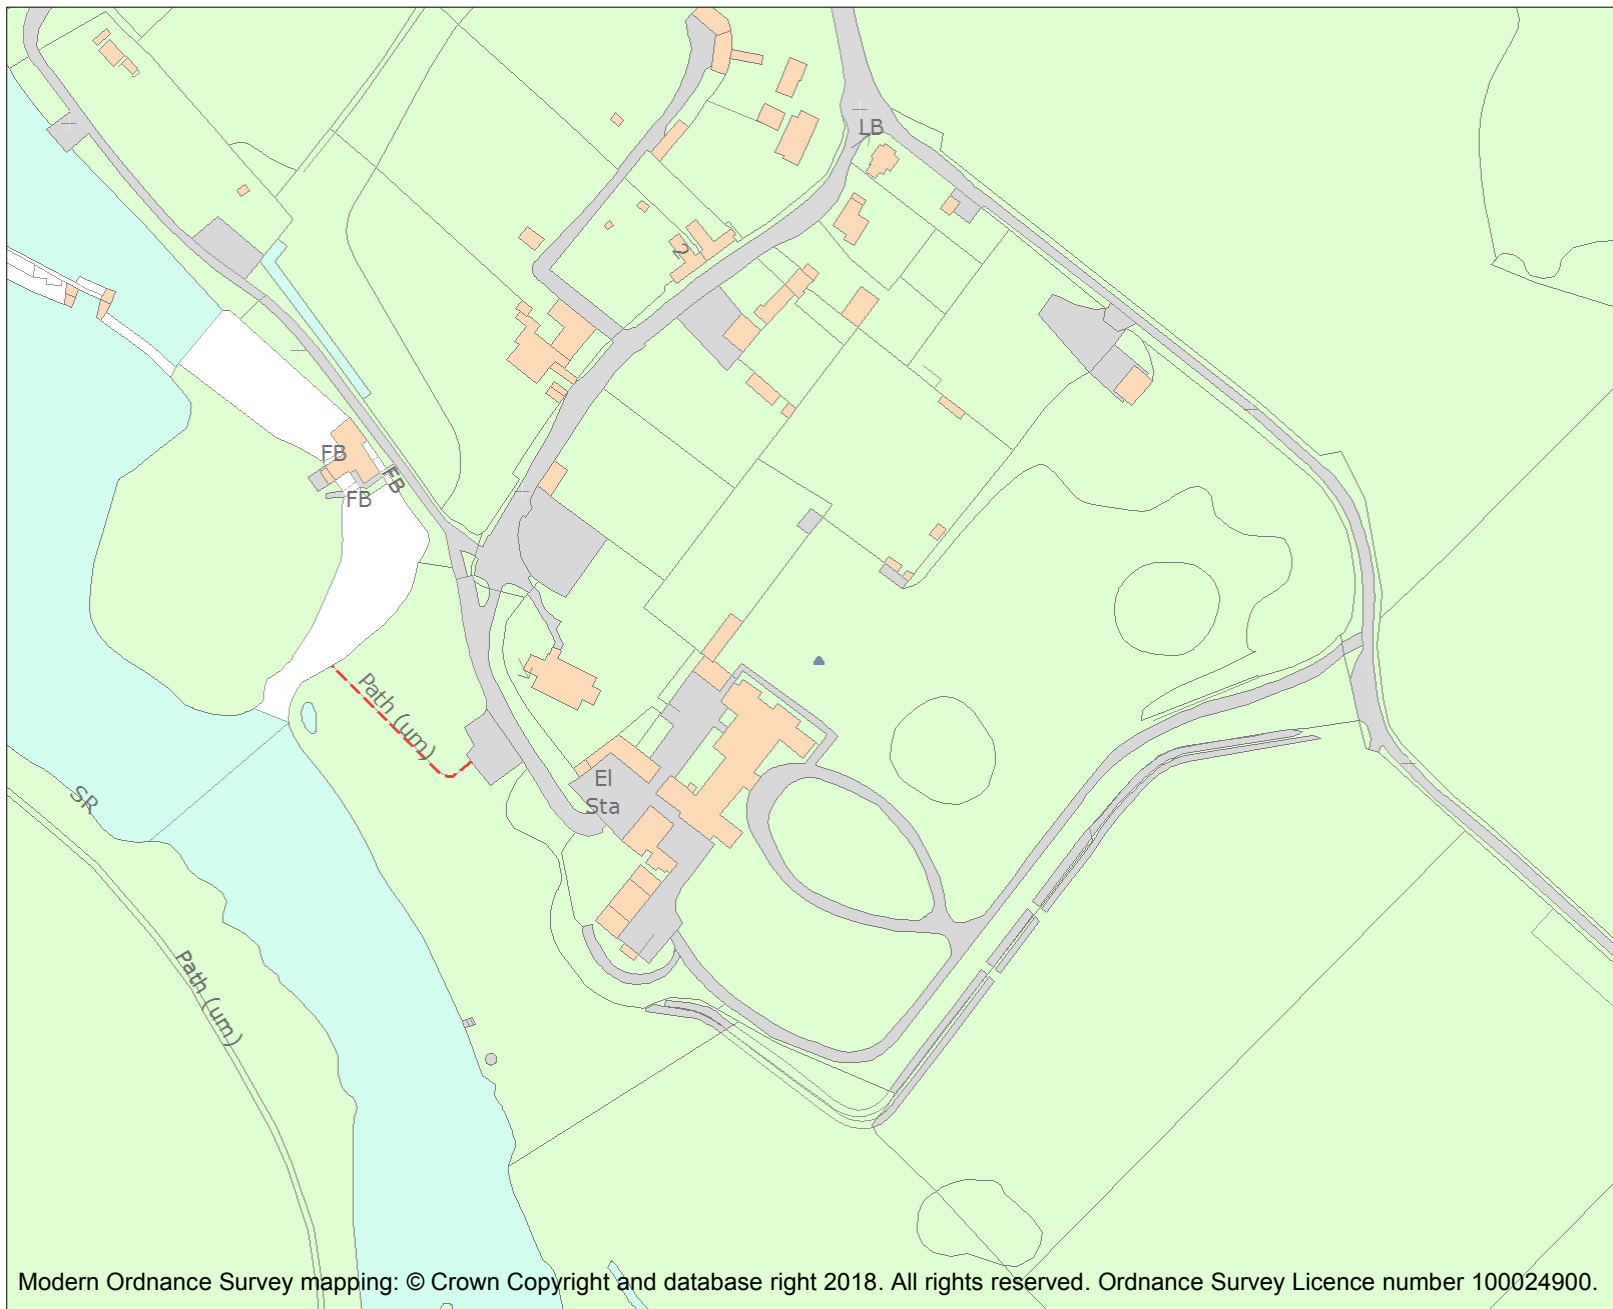 LB
2
FB
FB
FB
Path (um)
El
Sta
SR
Path (um)
Modern Ordnance Survey mapping: © Crown Copyright and database right 2018. All rights reserved. Ordnance Survey Licence number 100024900.